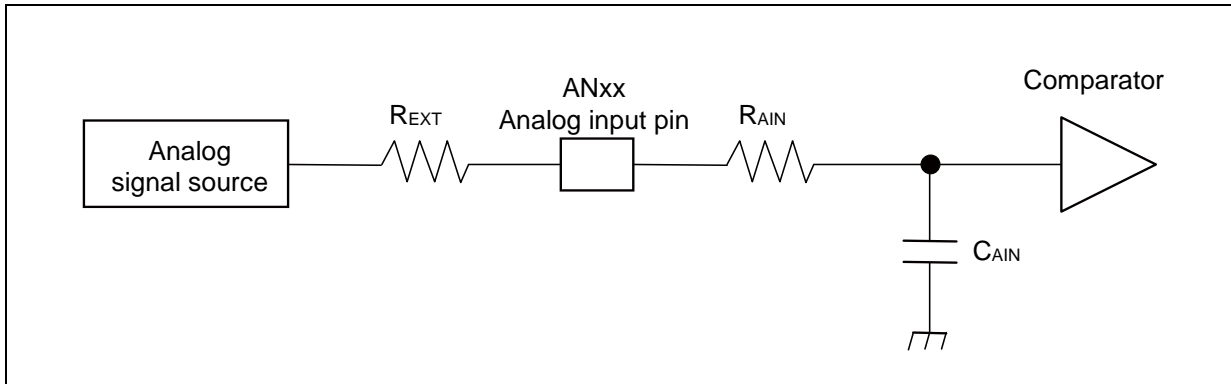 Comparator
ANxx
Analog input pin
REXT
RAIN
Analog
signal source
CAIN